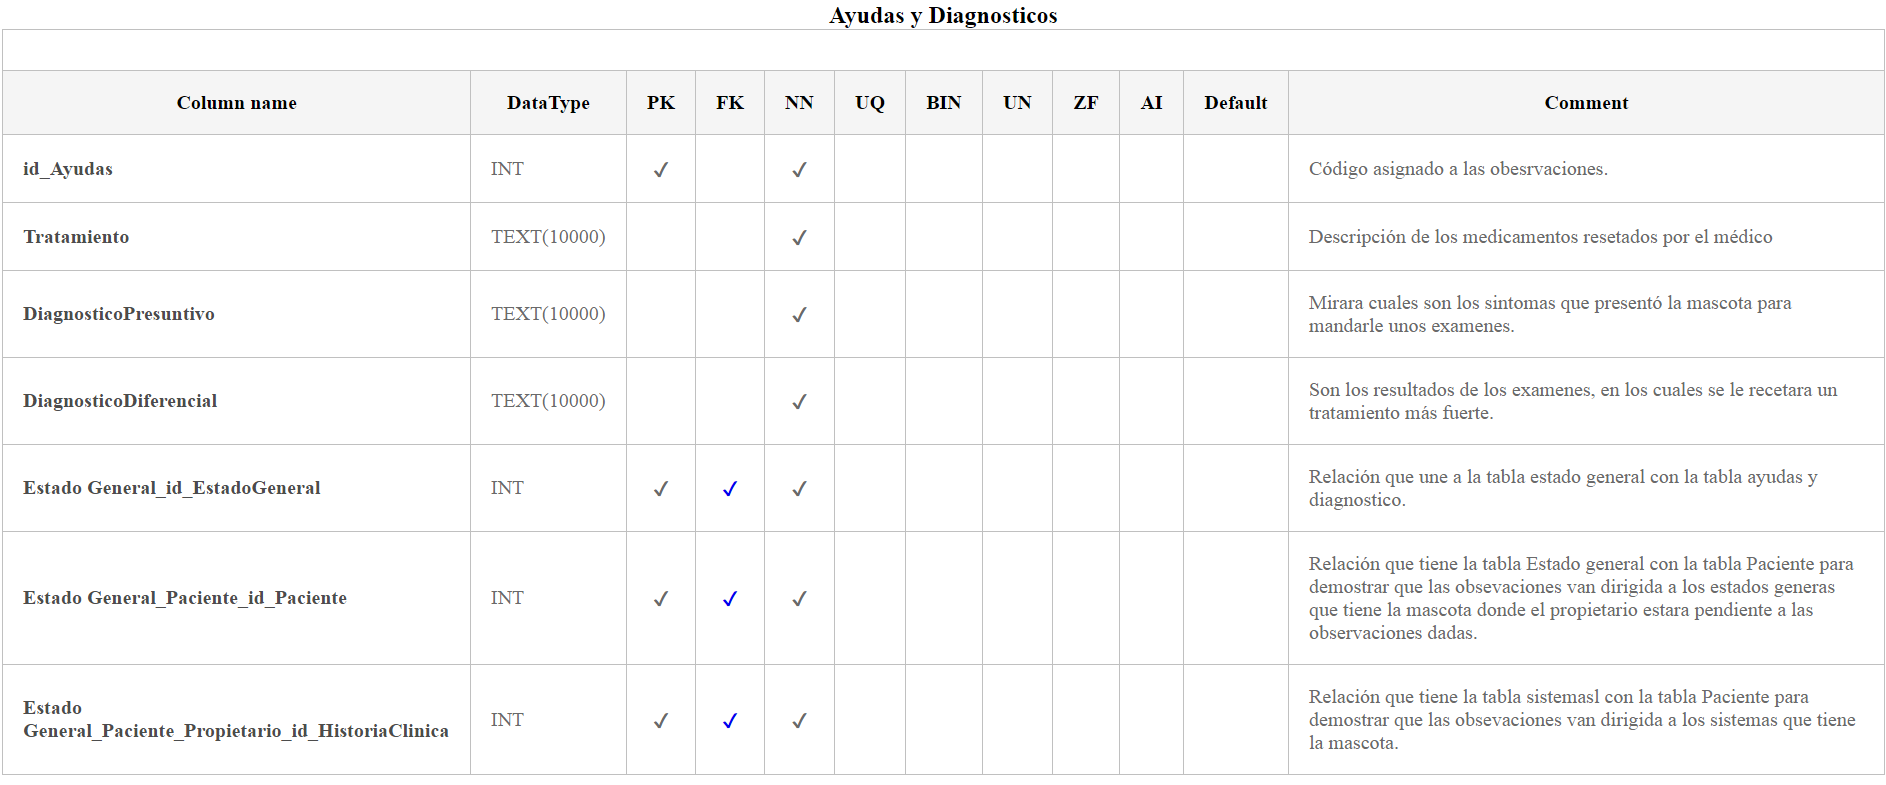 Ayudas y Diagnosticos
Column name DataType PK FK NN UQ BIN UN ZF AI Default Comment
id_Ayudas INT ✓ ✓ Código asignado a las obesrvaciones.
Tratamiento TEXT(10000) ✓ Descripción de los medicamentos resetados por el médico
DiagnosticoPresuntivo TEXT(10000) ✓ Mirara cuales son los sintomas que presentó la mascota para
mandarle unos examenes.
DiagnosticoDiferencial TEXT(10000) ✓ Son los resultados de los examenes, en los cuales se le recetara un
tratamiento más fuerte.
Estado General_id_EstadoGeneral INT ✓ ✓ ✓ Relación que une a la tabla estado general con la tabla ayudas y
diagnostico.
Estado General_Paciente_id_Paciente INT ✓ ✓ ✓ Relación que tiene la tabla Estado general con la tabla Paciente para
demostrar que las obsevaciones van dirigida a los estados generas
que tiene la mascota donde el propietario estara pendiente a las
observaciones dadas.
Estado
General_Paciente_Propietario_id_HistoriaClinica INT ✓ ✓ ✓ Relación que tiene la tabla sistemasl con la tabla Paciente para
demostrar que las obsevaciones van dirigida a los sistemas que tiene
la mascota.